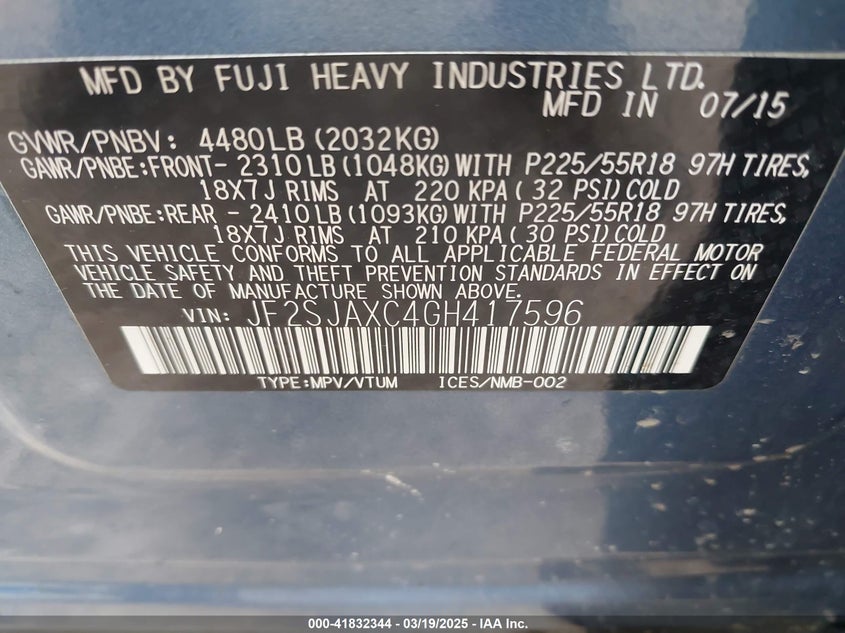 MFD BY FUJI HEAVY INDUSTRIES LTD.
MFD IN 07/15
GVWR/PNBV: 4480LB(2032KG)
GAWR/PNBE:FRONT- 2310LB(1048KG)WITH P225/55R18 97H TIRES,
18X7J RIMS AT 220 KPA(32 PSI)COLD
GAWR/PNBE:REAR - 2410LB(1093KG)WITH P225/55R18 97H TIRES,
18X7J RIMS AT 210 KPA(30 PSI)COLD
THIS VEHICLE CONFORMS TO ALL APPLICABLE FEDERAL MOTOR
VEHICLE SAFETY AND THEFT PREVENTION STANDARDS IN EFFECT ON
THE DATE OF MANUFACTURE SHOWN ABOVE.
VIN: JF2SJAXC4GH417596
TYPE:MPV/VTUM ICES/NMB-002
000-41832344 — 03/19/2025 — IAA Inc.